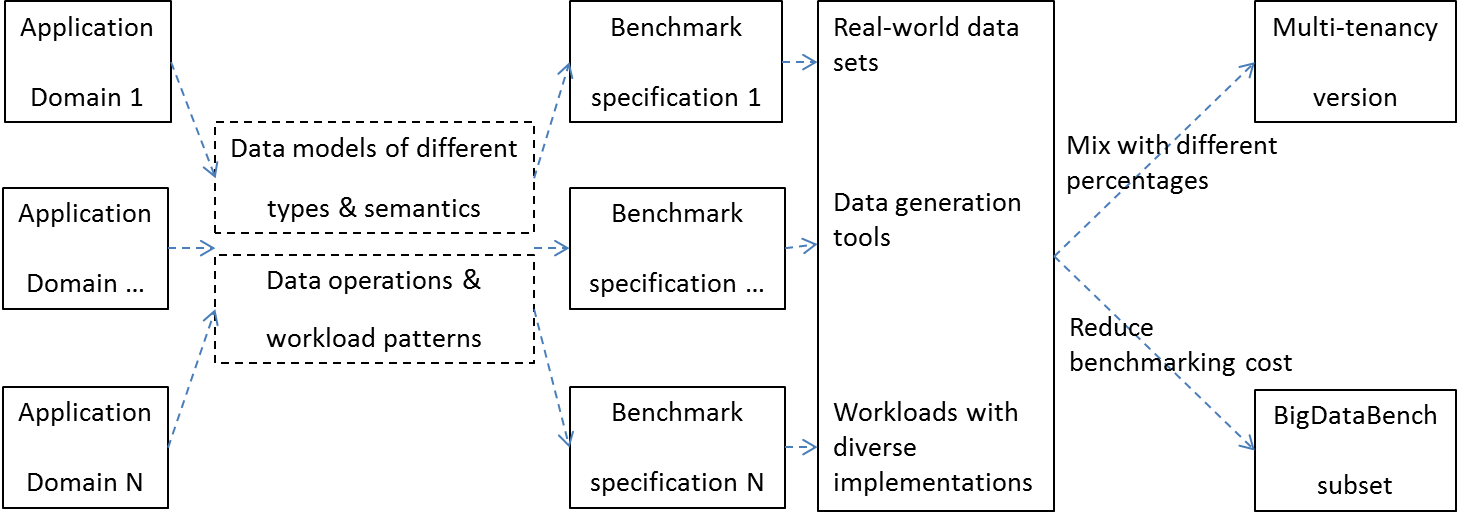 Application
Domain 1
Application
Domain ...
Application
Domain N
Data models of different
types & semantics
Data operations &
workload patterns
Benchmark
specification 1
Benchmark
specification ...
Benchmark
specification N
Real-world data
sets
Data generation
tools
Workloads with
diverse
implementations
Mix with different
percentages
Reduce
benchmarking cost
Multi-tenancy
version
BigDataBench
subset